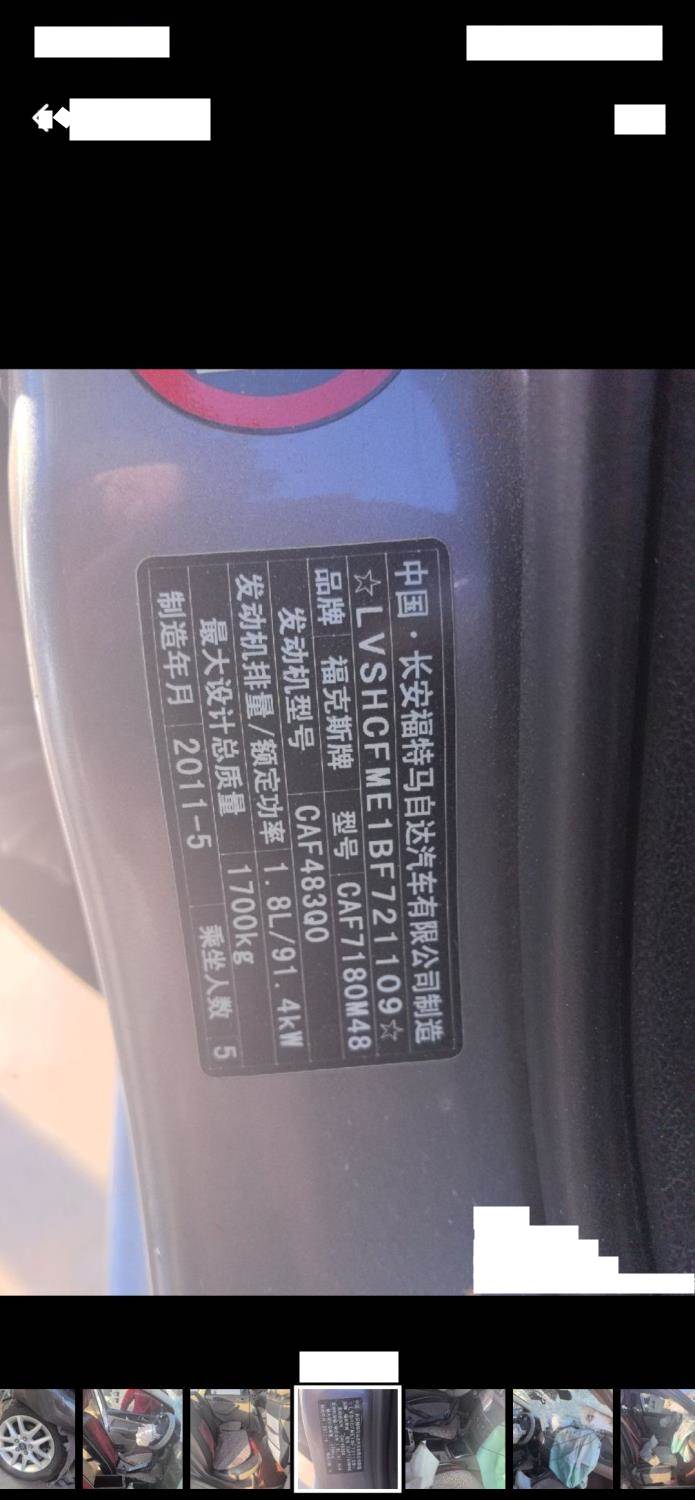 中国·长安福特马自达汽车有限公司制造
☆LVSHCFME1BF721109☆
品牌 福克斯牌 型号 CAF7180M48
发动机型号 CAF483Q0
发动机排量/额定功率 1.8L/91.4kW
最大设计总质量 1700kg
制造年月 2011-5 乘坐人数 5